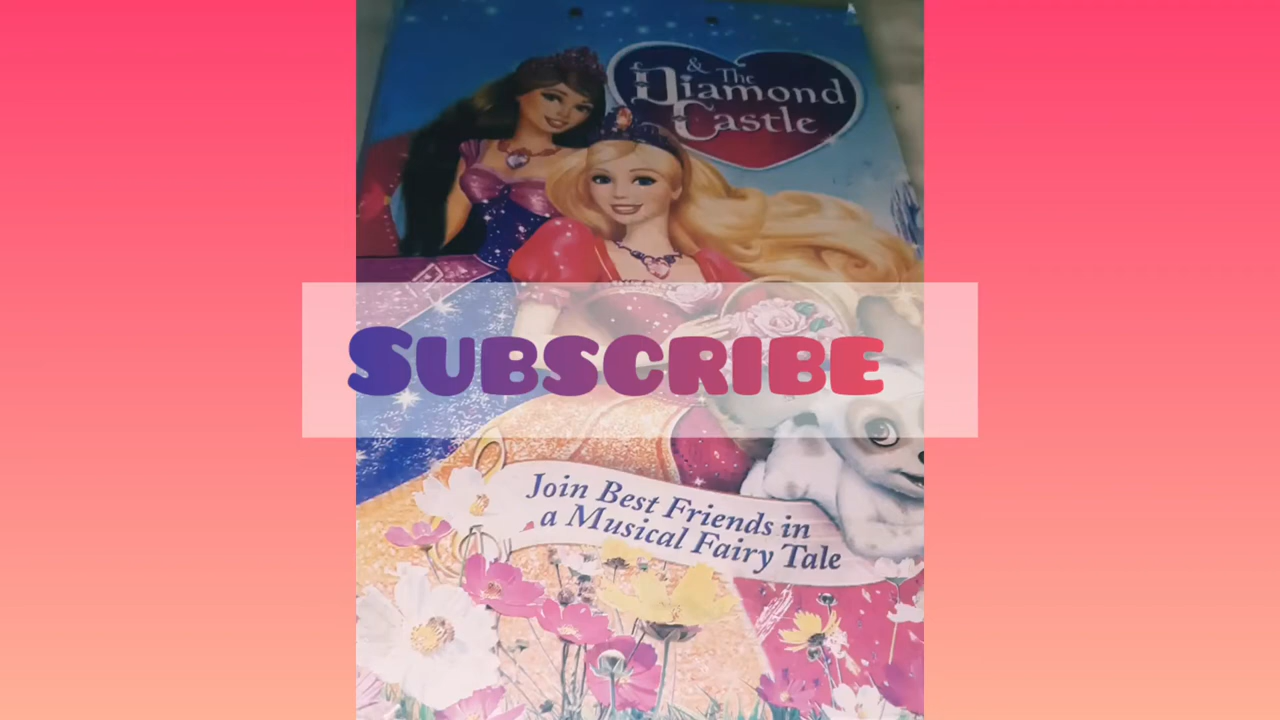 & The
Diamond
Castle
SUBSCRIBE
Join Best Friends in
a Musical Fairy Tale